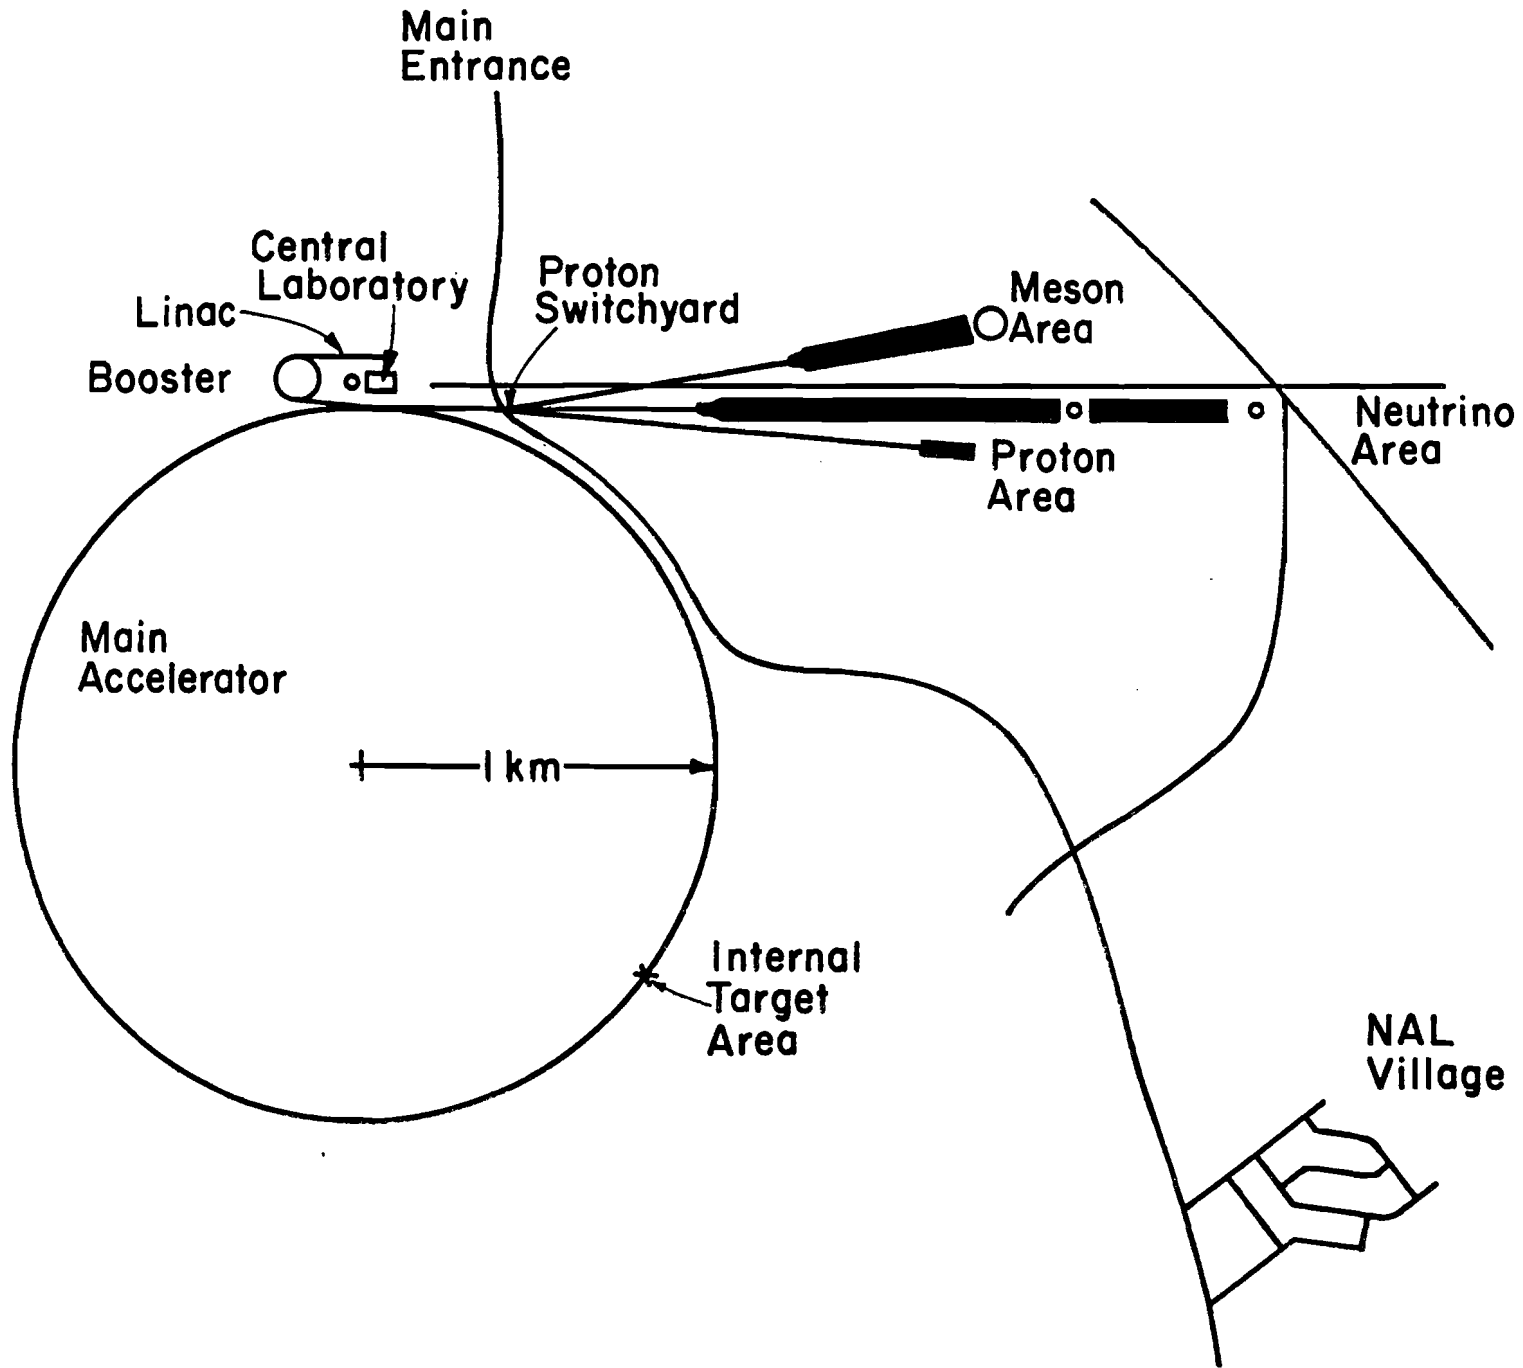 Main
Entrance
Central
Laboratory
Linac
Booster
Proton
Switchyard
Meson
Area
Neutrino
Area
Proton
Area
Main
Accelerator
1 km
Internal
Target
Area
NAL
Village